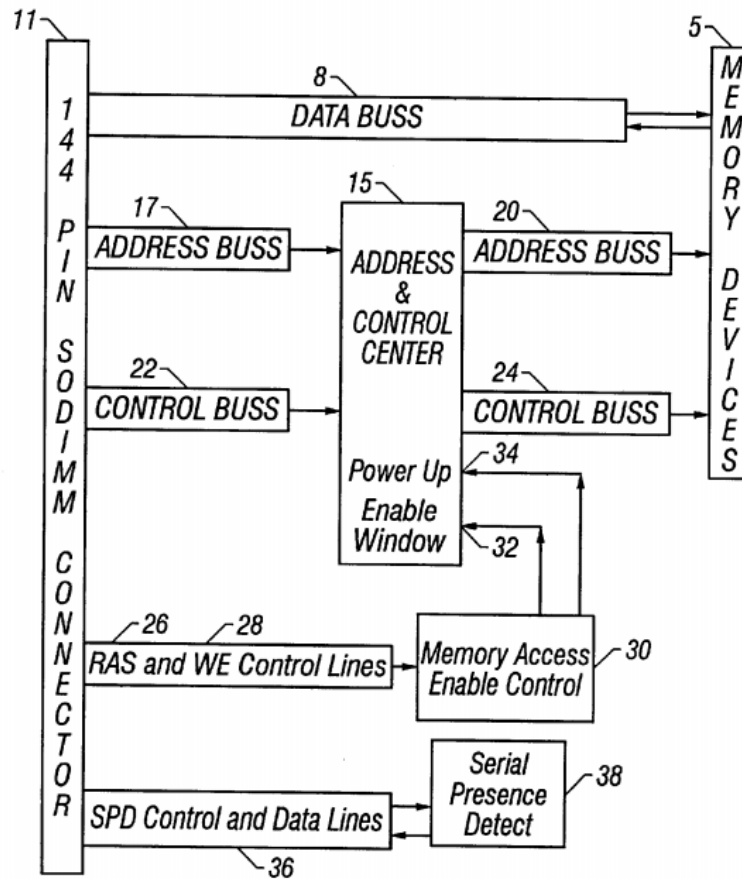 11
5
8
DATA BUSS
144 PIN SODIMM CONNECTOR
MEMORY DEVICES
17
15
20
ADDRESS BUSS
ADDRESS
&
CONTROL
CENTER
ADDRESS BUSS
22
24
CONTROL BUSS
CONTROL BUSS
Power Up
34
Enable
Window
32
26
28
RAS and WE Control Lines
Memory Access
Enable Control
30
SPD Control and Data Lines
36
Serial
Presence
Detect
38